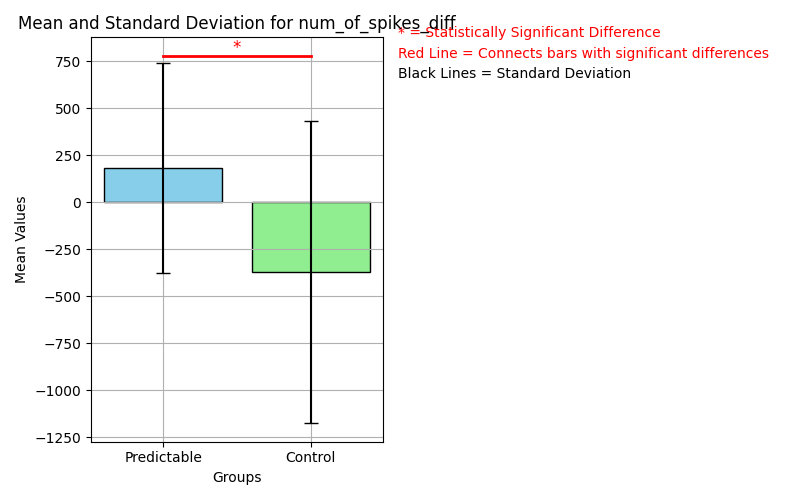 Mean and Standard Deviation for num_of_spikes_diff
* = Statistically Significant Difference
Red Line = Connects bars with significant differences
Black Lines = Standard Deviation
*
750
500
250
0
−250
−500
−750
−1000
−1250
Mean Values
Predictable
Control
Groups